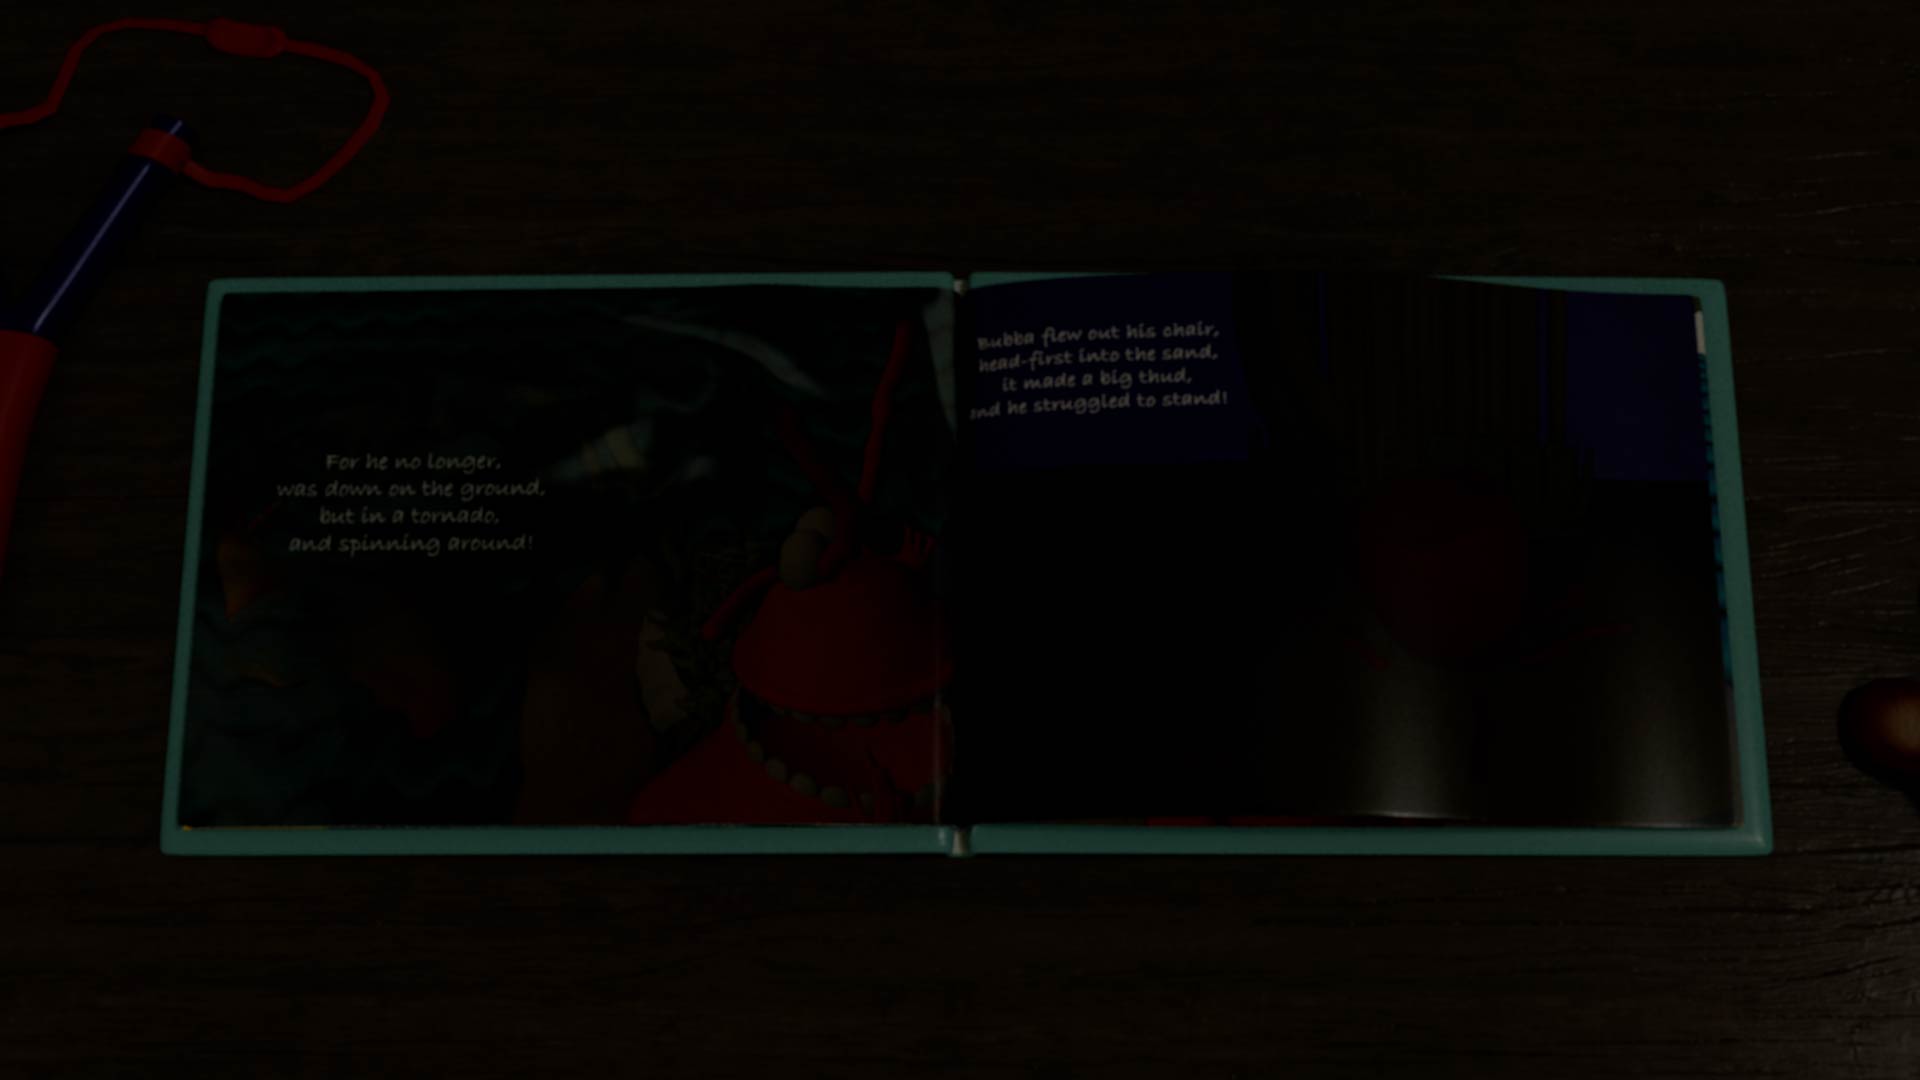 For he no longer,
was down on the ground,
but in a tornado,
and spinning around!
Bubba flew out his chair,
head-first into the sand,
it made a big thud,
and he struggled to stand!